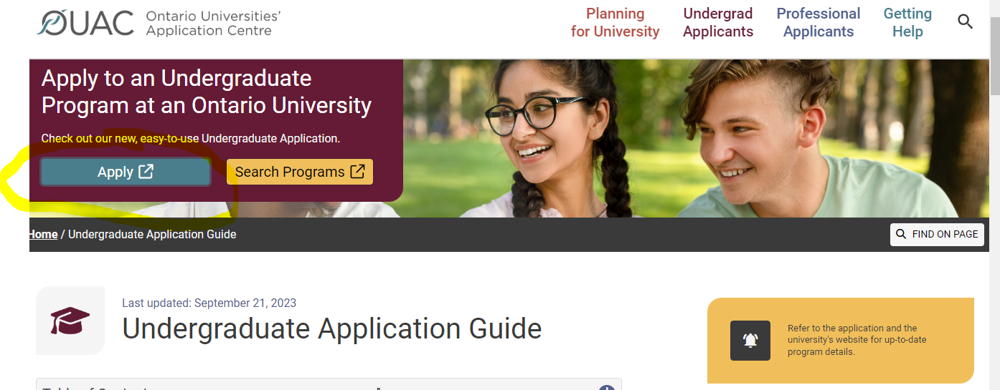 OUAC
Ontario Universities'
Application Centre
Planning
for University
Undergrad
Applicants
Professional
Applicants
Getting
Help
Apply to an Undergraduate
Program at an Ontario University
Check out our new, easy-to-use Undergraduate Application.
Apply
Search Programs
Home / Undergraduate Application Guide
FIND ON PAGE
Last updated: September 21, 2023
Undergraduate Application Guide
Refer to the application and the
university's website for up-to-date
program details.